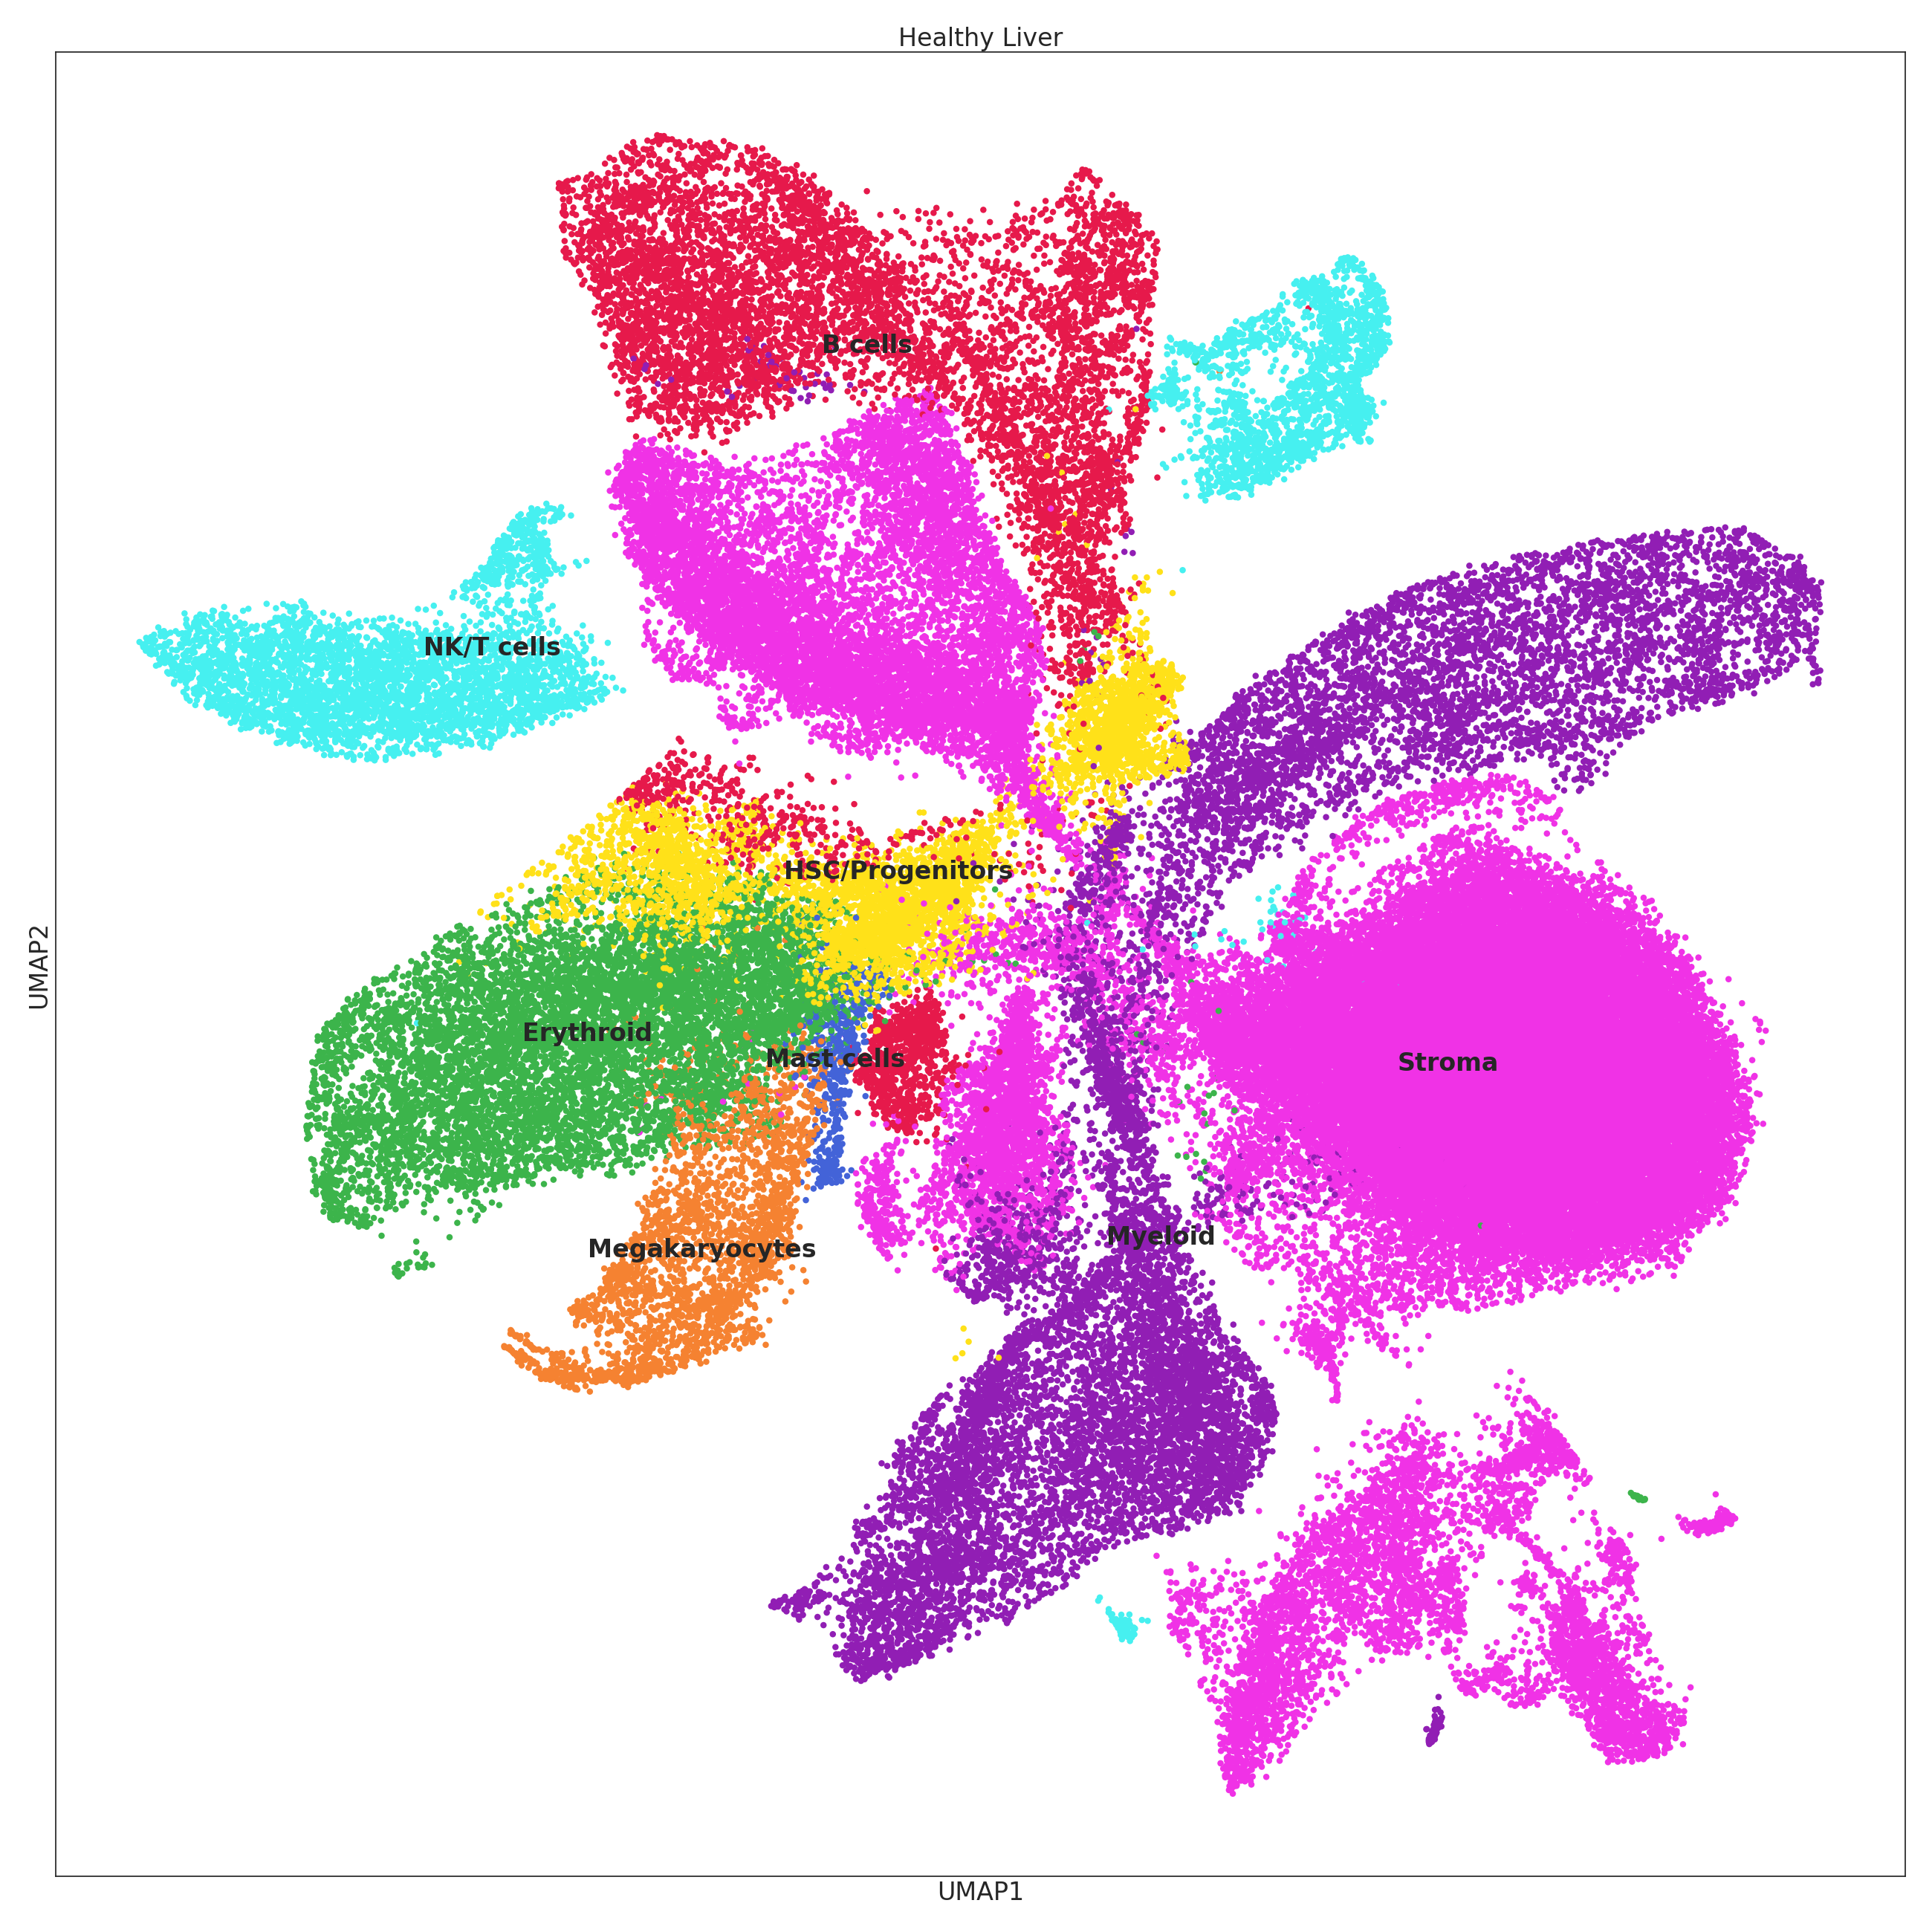 Healthy Liver
B cells
NK/T cells
HSC/Progenitors
Erythroid
Mast cells
Stroma
Myeloid
Megakaryocytes
UMAP2
UMAP1